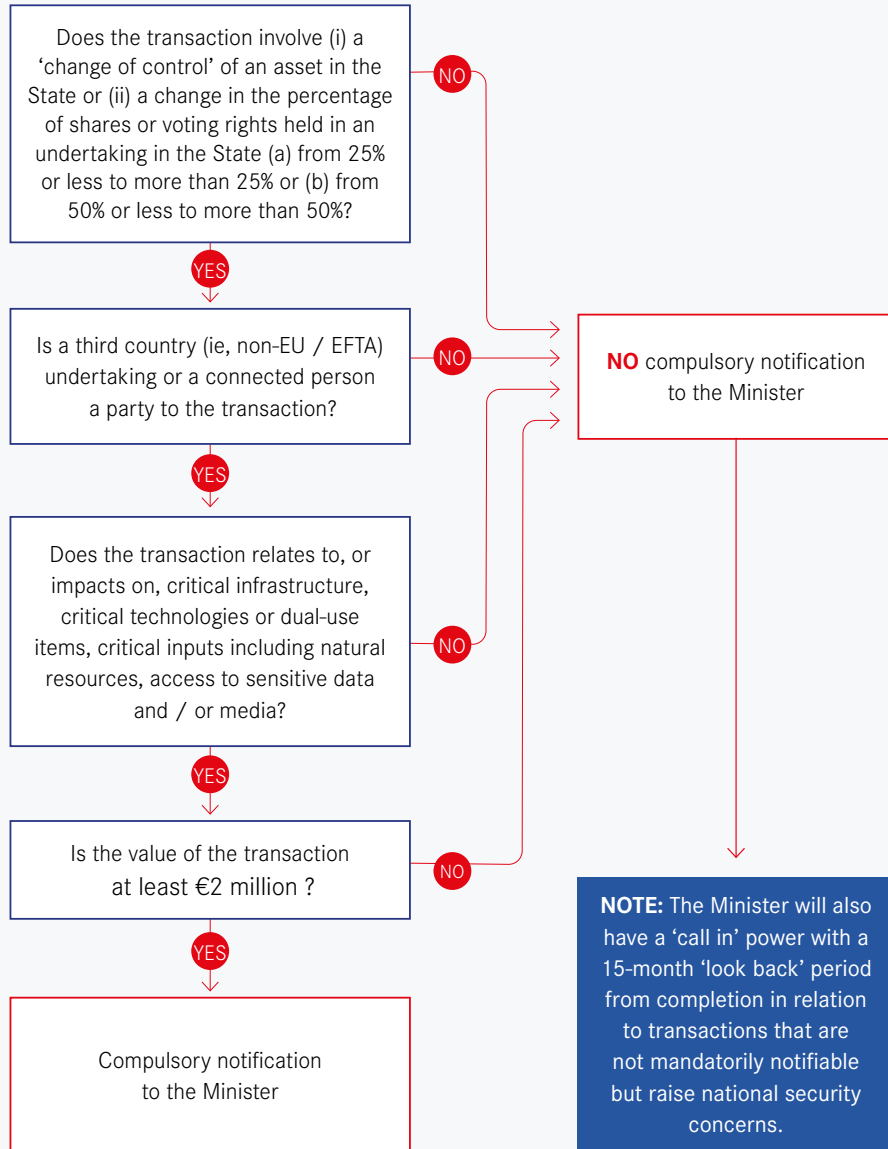 Does the transaction involve (i) a
‘change of control’ of an asset in the
State or (ii) a change in the percentage
of shares or voting rights held in an
undertaking in the State (a) from 25%
or less to more than 25% or (b) from
50% or less to more than 50%?
NO
YES
Is a third country (ie, non-EU / EFTA)
undertaking or a connected person
a party to the transaction?
NO
NO compulsory notification
to the Minister
YES
Does the transaction relates to, or
impacts on, critical infrastructure,
critical technologies or dual-use
items, critical inputs including natural
resources, access to sensitive data
and / or media?
NO
YES
Is the value of the transaction
at least €2 million ?
NO
YES
Compulsory notification
to the Minister
NOTE: The Minister will also
have a ‘call in’ power with a
15-month ‘look back’ period
from completion in relation
to transactions that are
not mandatorily notifiable
but raise national security
concerns.